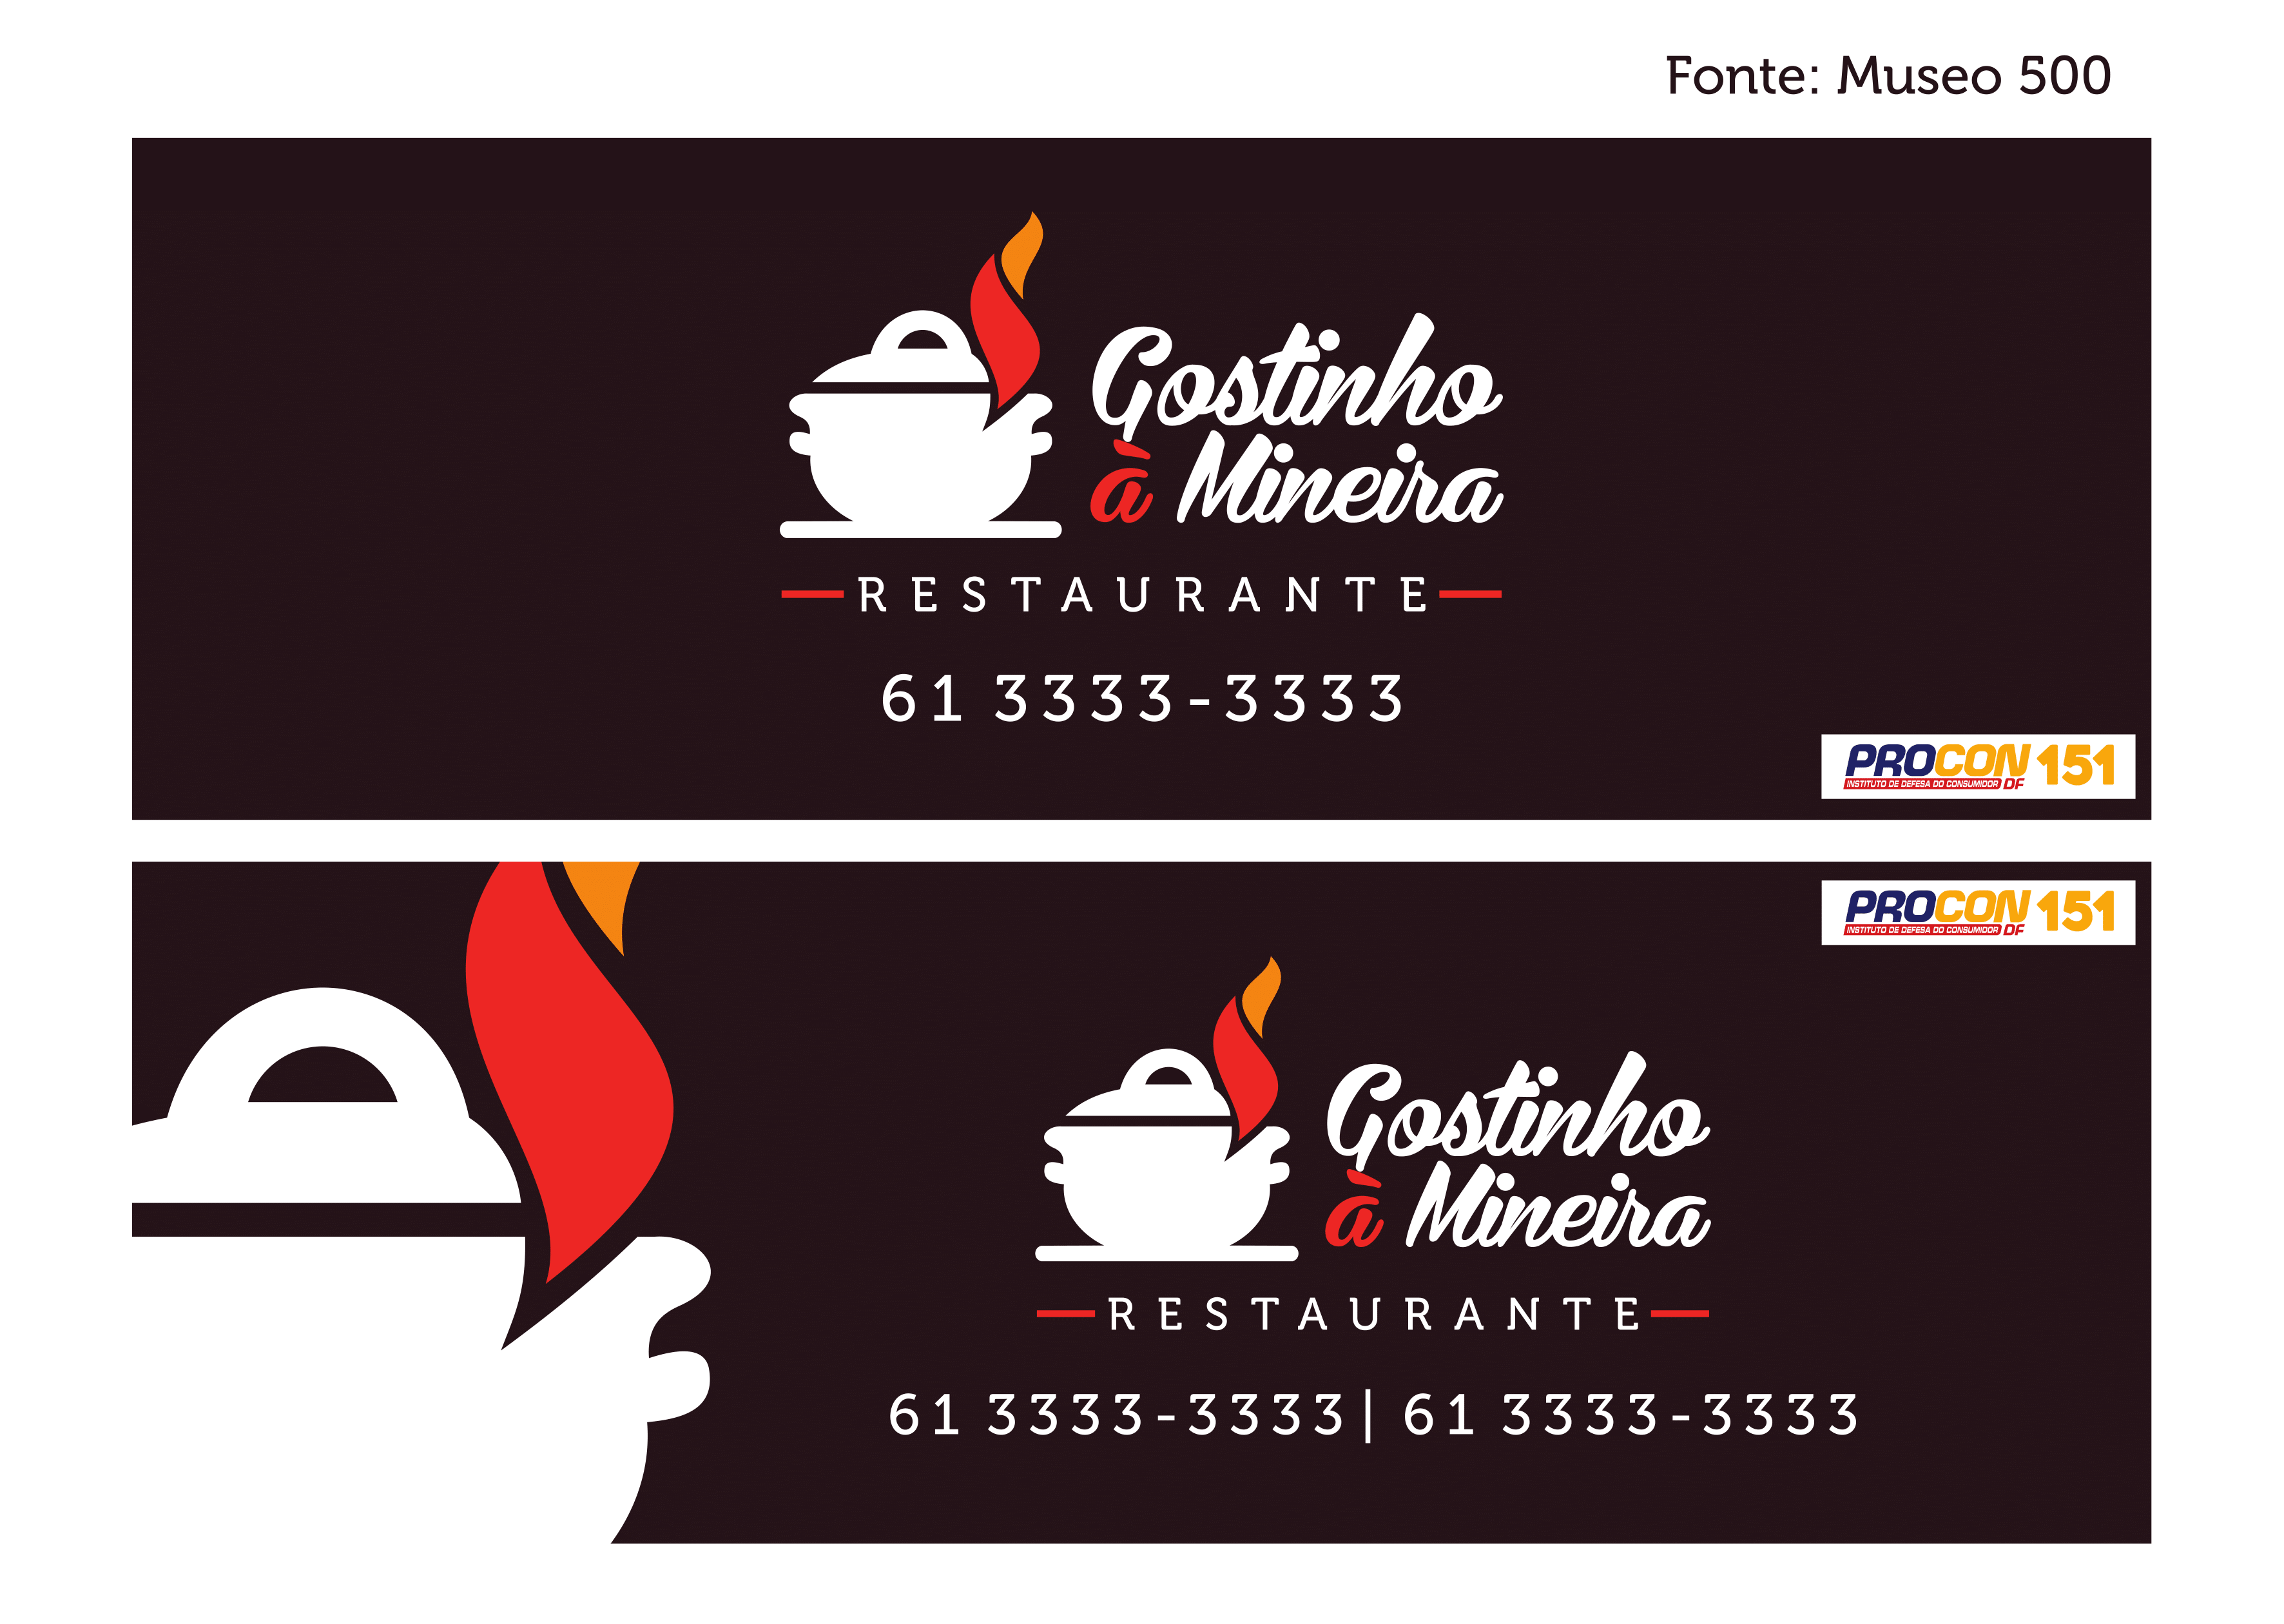 Fonte: Museo 500
Gostinho
à Mineira
RESTAURANTE
61 3333-3333
PROCON 151
INSTITUTO DE DEFESA DO CONSUMIDOR DF
PROCON 151
INSTITUTO DE DEFESA DO CONSUMIDOR DF
Gostinho
à Mineira
RESTAURANTE
61 3333-3333| 61 3333-3333